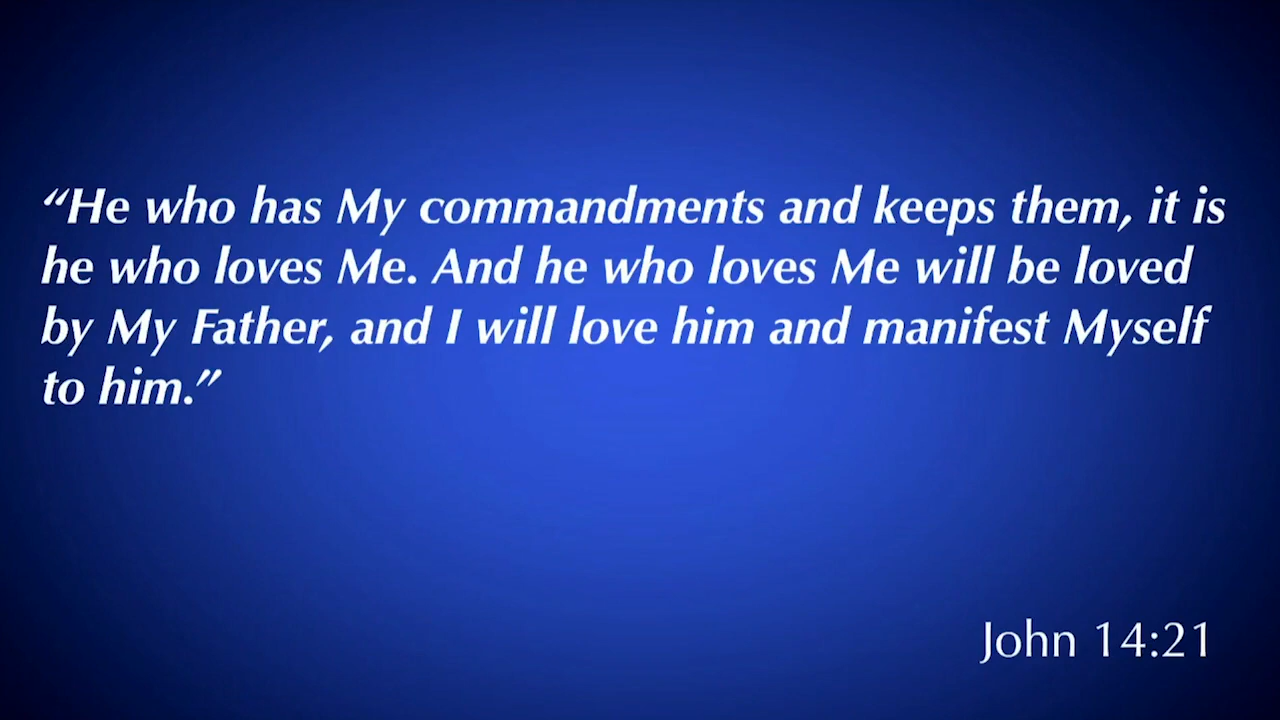 “He who has My commandments and keeps them, it is
he who loves Me. And he who loves Me will be loved
by My Father, and I will love him and manifest Myself
to him.”
John 14:21